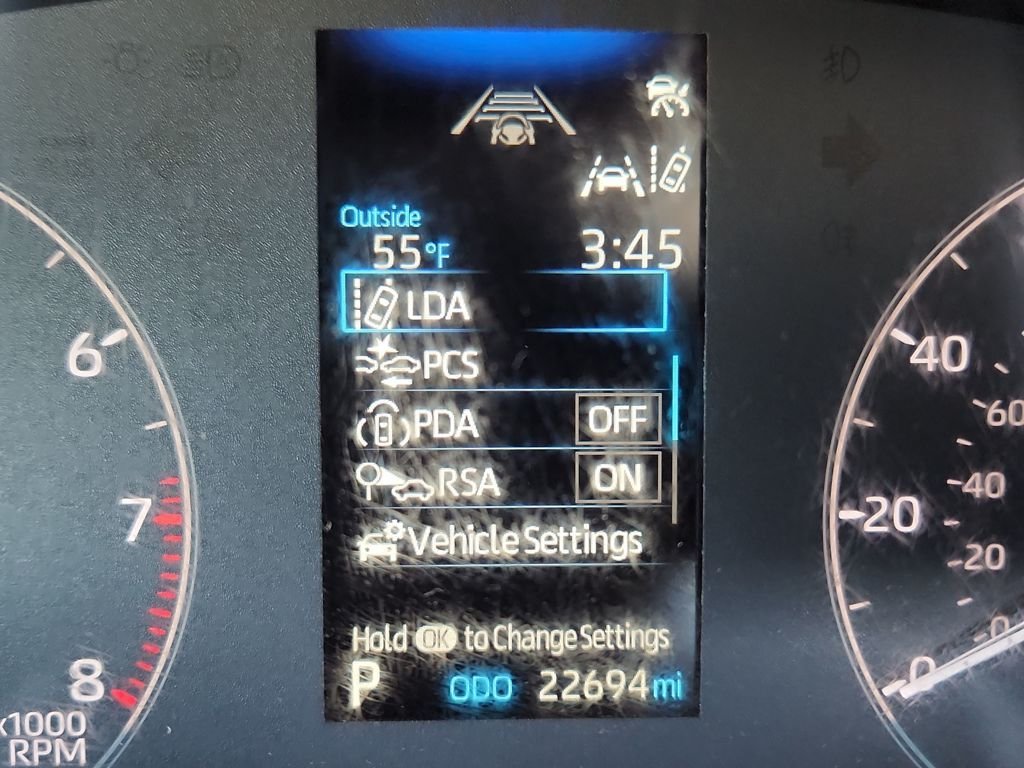 Outside
55°F 3:45
LDA
PCS
PDA OFF
RSA ON
Vehicle Settings
Hold OK to Change Settings
P ODO 22694 mi
6
7
8
x1000
RPM
40
20
0
60
40
20
0